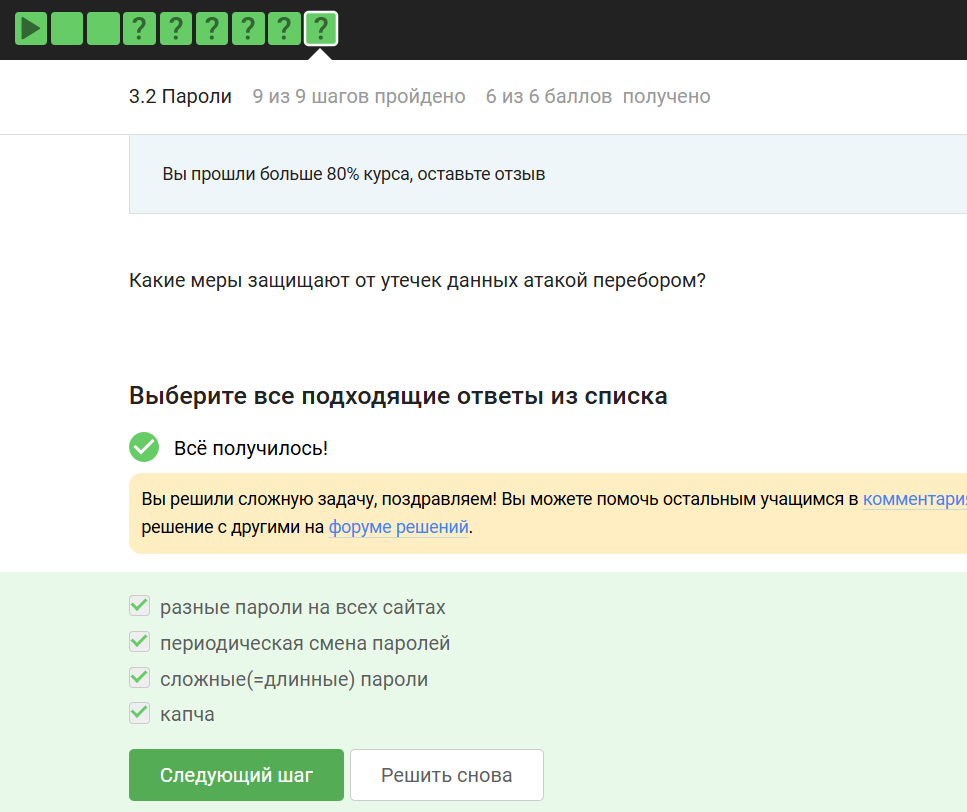 ? ? ? ? ? ?
3.2 Пароли 9 из 9 шагов пройдено 6 из 6 баллов получено
Вы прошли больше 80% курса, оставьте отзыв
Какие меры защищают от утечек данных атакой перебором?
Выберите все подходящие ответы из списка
Всё получилось!
Вы решили сложную задачу, поздравляем! Вы можете помочь остальным учащимся в
решение с другими на форуме решений.
разные пароли на всех сайтах
периодическая смена паролей
сложные(=длинные) пароли
капча
Следующий шаг Решить снова